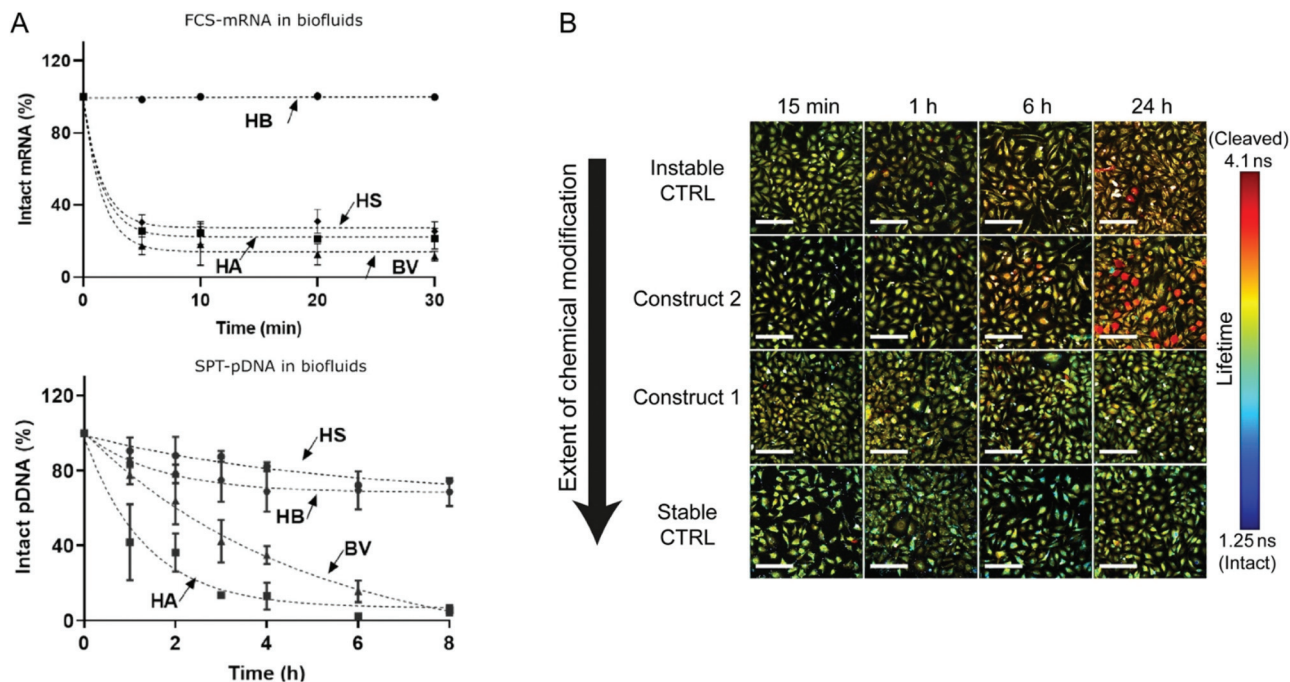 A
FCS-mRNA in biofluids
Intact mRNA (%)
120
80
40
0
HB
HS
HA
BV
0 10 20 30
Time (min)
SPT-pDNA in biofluids
Intact pDNA (%)
120
80
40
0
HS
HB
BV
HA
0 2 4 6 8
Time (h)
B
15 min 1 h 6 h 24 h
Extent of chemical modification
Instable
CTRL
Construct 2
Construct 1
Stable
CTRL
(Cleaved)
4.1 ns
Lifetime
1.25 ns
(Intact)